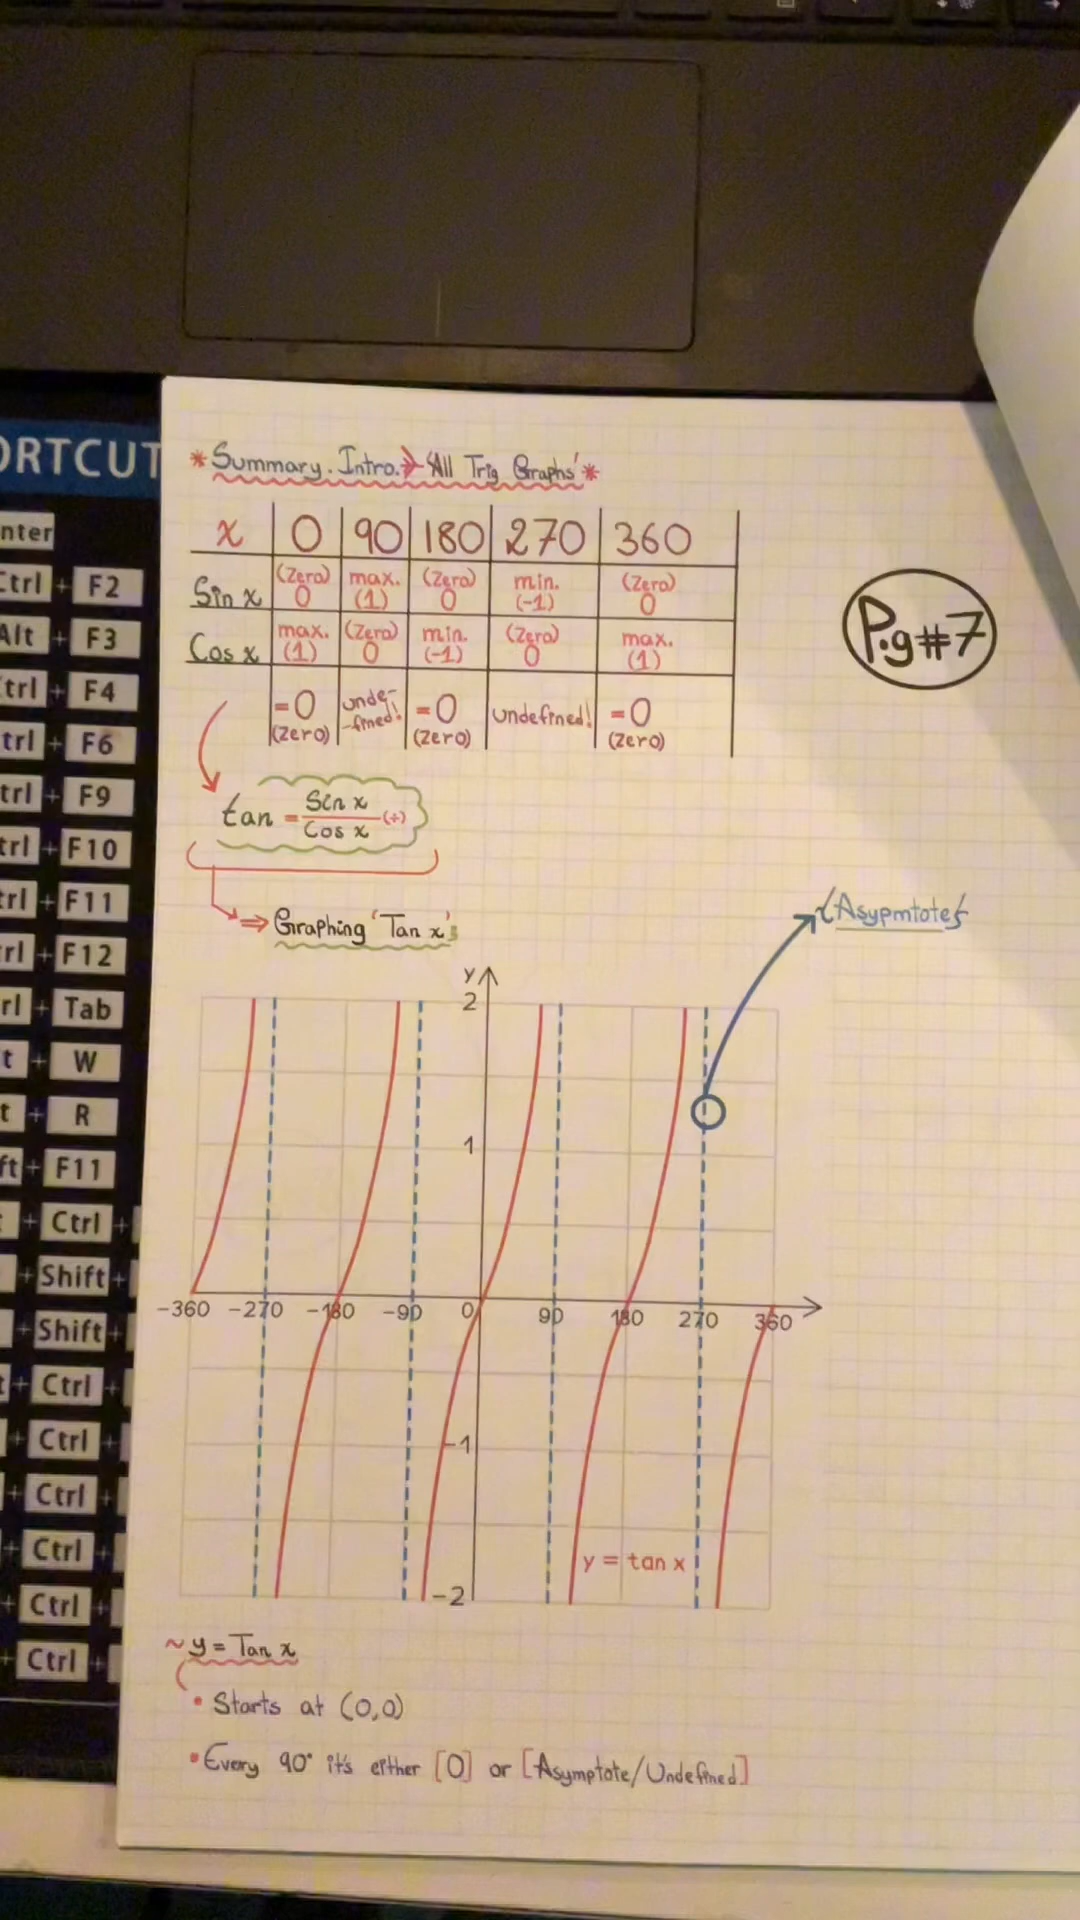 *Summary.Intro.→'All Trig Graphs'*
x 0 90 180 270 360
Sin x (Zero) 0 max. (1) (Zero) 0 min. (-1) (Zero) 0
Cos x max. (1) (Zero) 0 min. (-1) (Zero) 0 max. (1)
=0 (Zero) unde-fined! =0 (Zero) undefined! =0 (Zero)
P.g#7
tan = Sin x / Cos x (÷)
⇒ Graphing 'Tan x':
{Asypmtote}
y
2
1
-360 -270 -180 -90 0 90 180 270 360
-1
y = tan x
-2
~ y = Tan x
• Starts at (0,0)
• Every 90° it's either [0] or [Asymptote/Undefined]
ORTCUT
nter
Ctrl + F2
Alt + F3
Ctrl + F4
trl + F6
trl + F9
trl + F10
rl + F11
rl + F12
rl + Tab
t + W
t + R
ft + F11
+ Ctrl +
+ Shift +
+ Shift
+ Ctrl +
+ Ctrl
+ Ctrl +
+ Ctrl
+ Ctrl +
+ Ctrl +